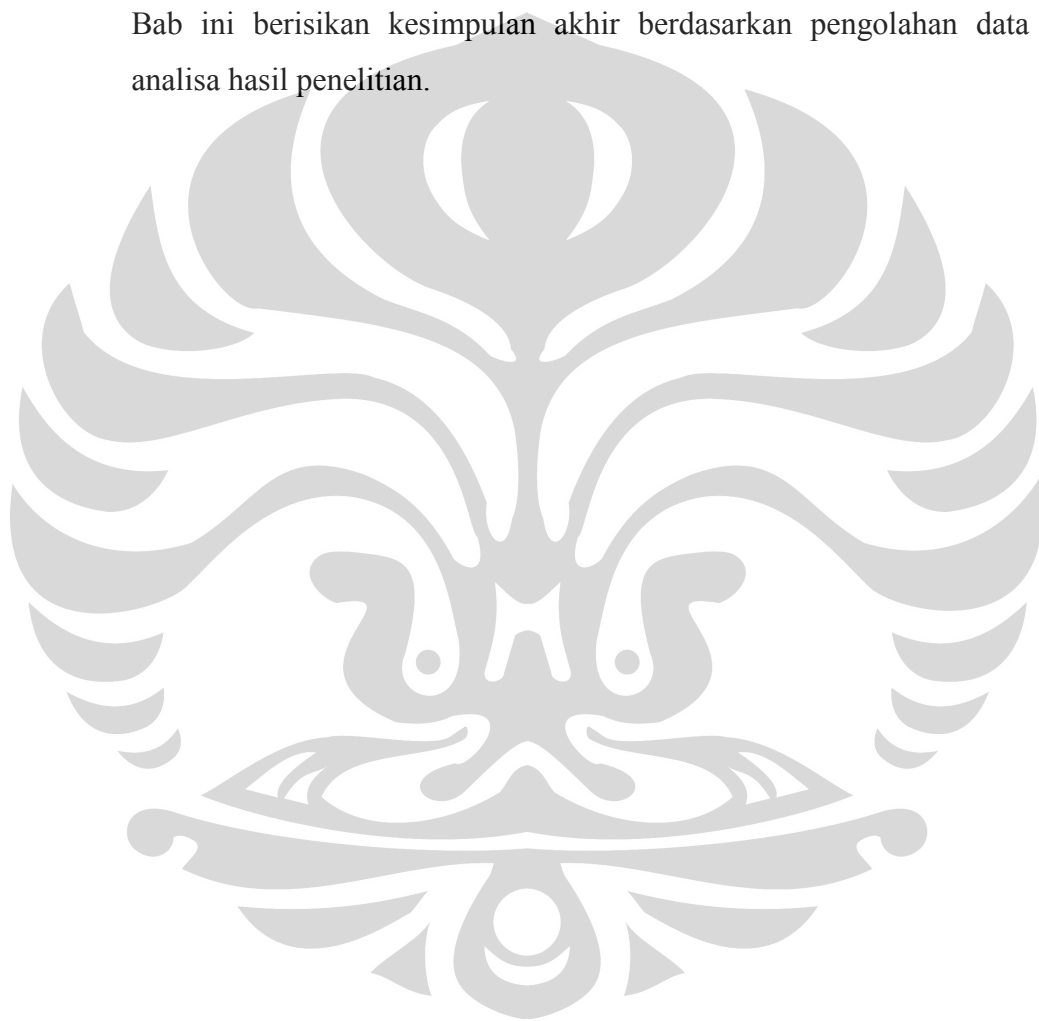 Bab ini berisikan kesimpulan akhir berdasarkan pengolahan data
analisa hasil penelitian.